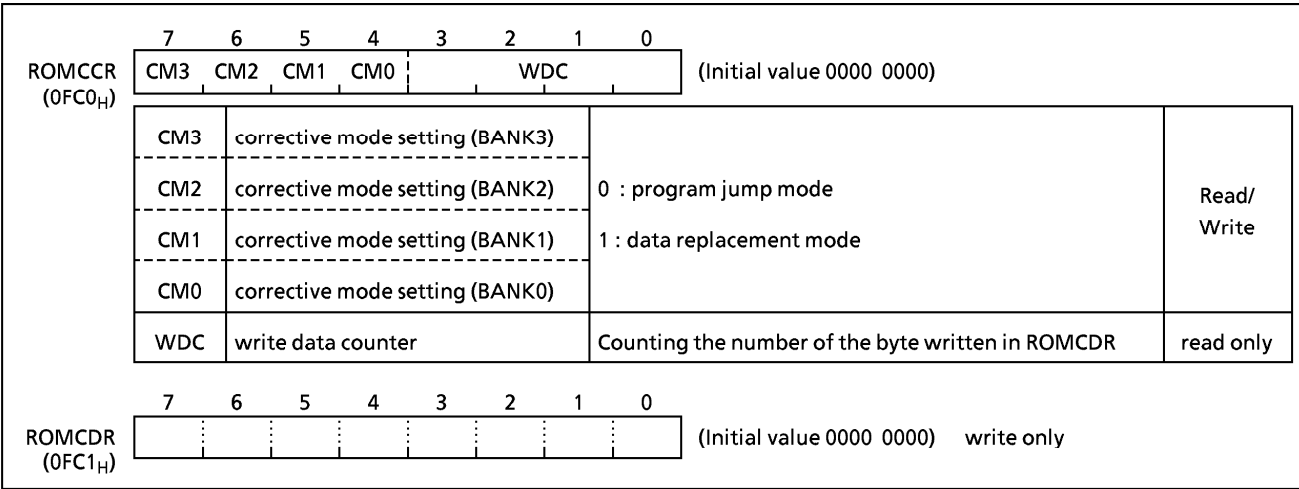 7 6 5 4 3 2 1 0
ROMCCR CM3 CM2 CM1 CM0 WDC (Initial value 0000 0000)
(0FC0H)
CM3 corrective mode setting (BANK3)
CM2 corrective mode setting (BANK2) 0 : program jump mode Read/
Write
CM1 corrective mode setting (BANK1) 1 : data replacement mode
CM0 corrective mode setting (BANK0)
WDC write data counter Counting the number of the byte written in ROMCDR read only
7 6 5 4 3 2 1 0
ROMCDR (Initial value 0000 0000) write only
(0FC1H)